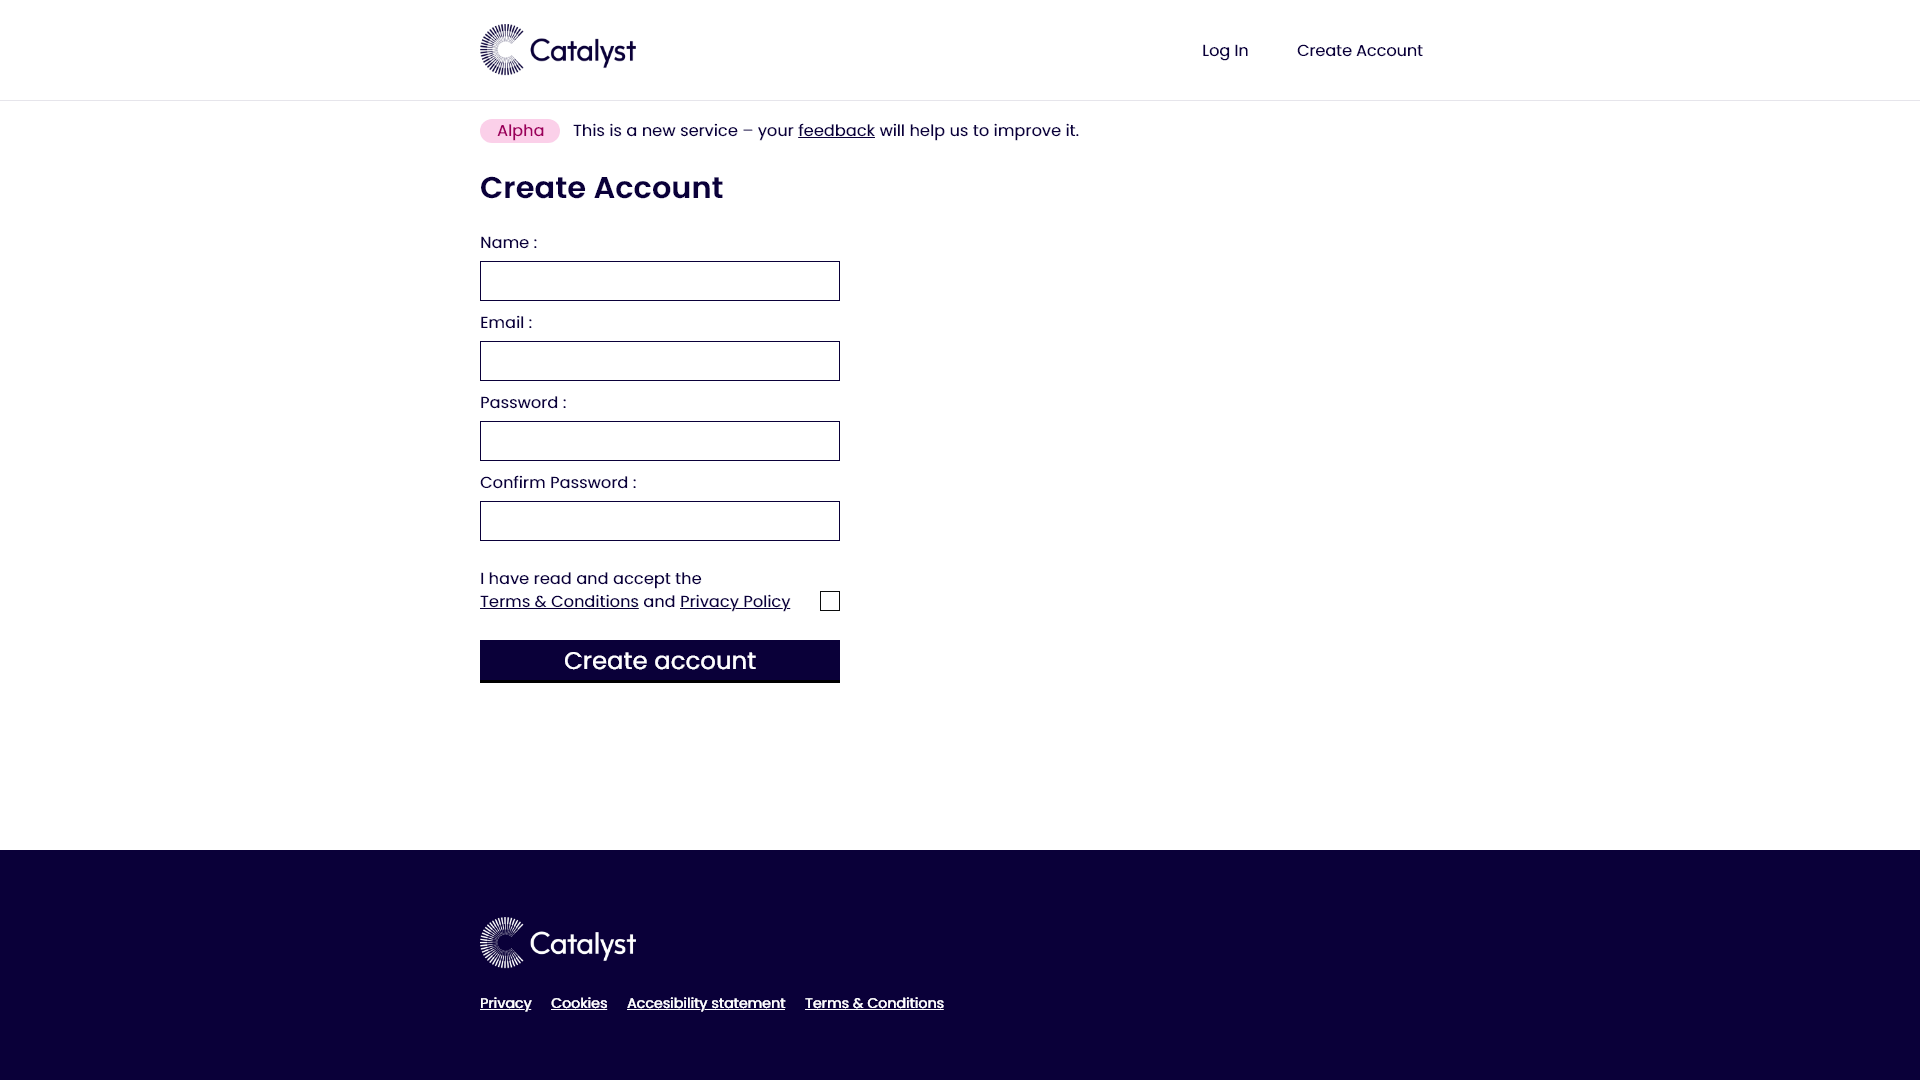 Catalyst
Log In
Create Account
Alpha
This is a new service – your feedback will help us to improve it.
Create Account
Name :
Email :
Password :
Confirm Password :
I have read and accept the
Terms & Conditions and Privacy Policy
Create account
Catalyst
Privacy
Cookies
Accesibility statement
Terms & Conditions